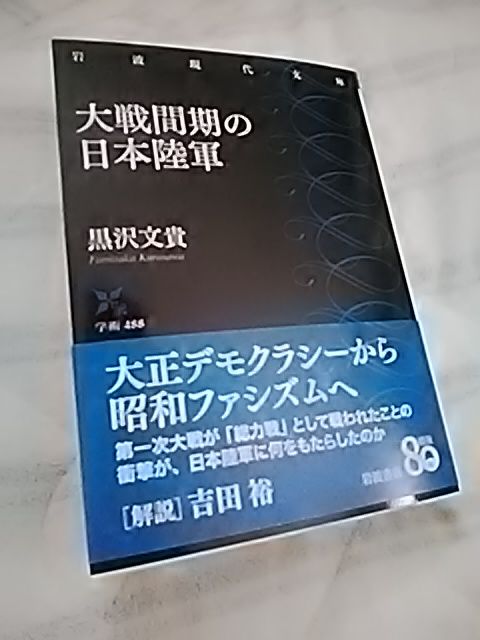 岩波現代文庫
大戦間期の
日本陸軍
黒沢文貴
Fumitaka Kurosawa
学術 488
大正デモクラシーから
昭和ファシズムへ
第一次大戦が「総力戦」として戦われたことの
衝撃が、日本陸軍に何をもたらしたのか
[解説] 吉田 裕
岩波書店